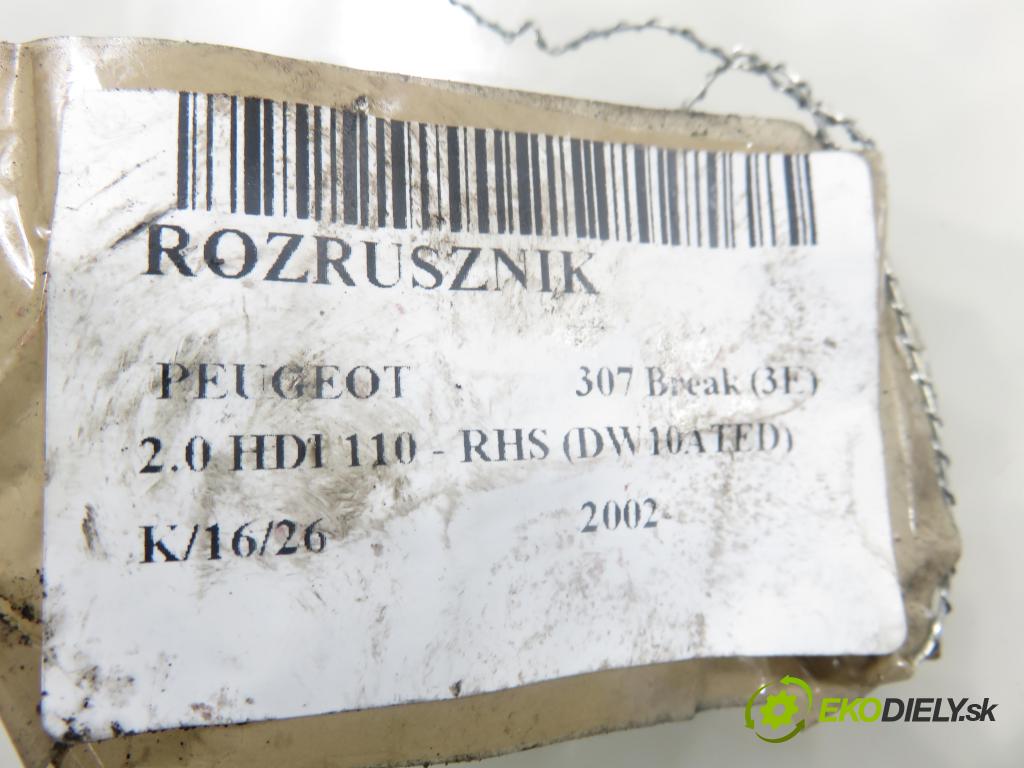 ROZRUSZNIK
PEUGEOT 307 Break (3E)
2.0 HDI 110 - RHS (DW10ATED)
K/16/26 2002-
EKODIELY.sk